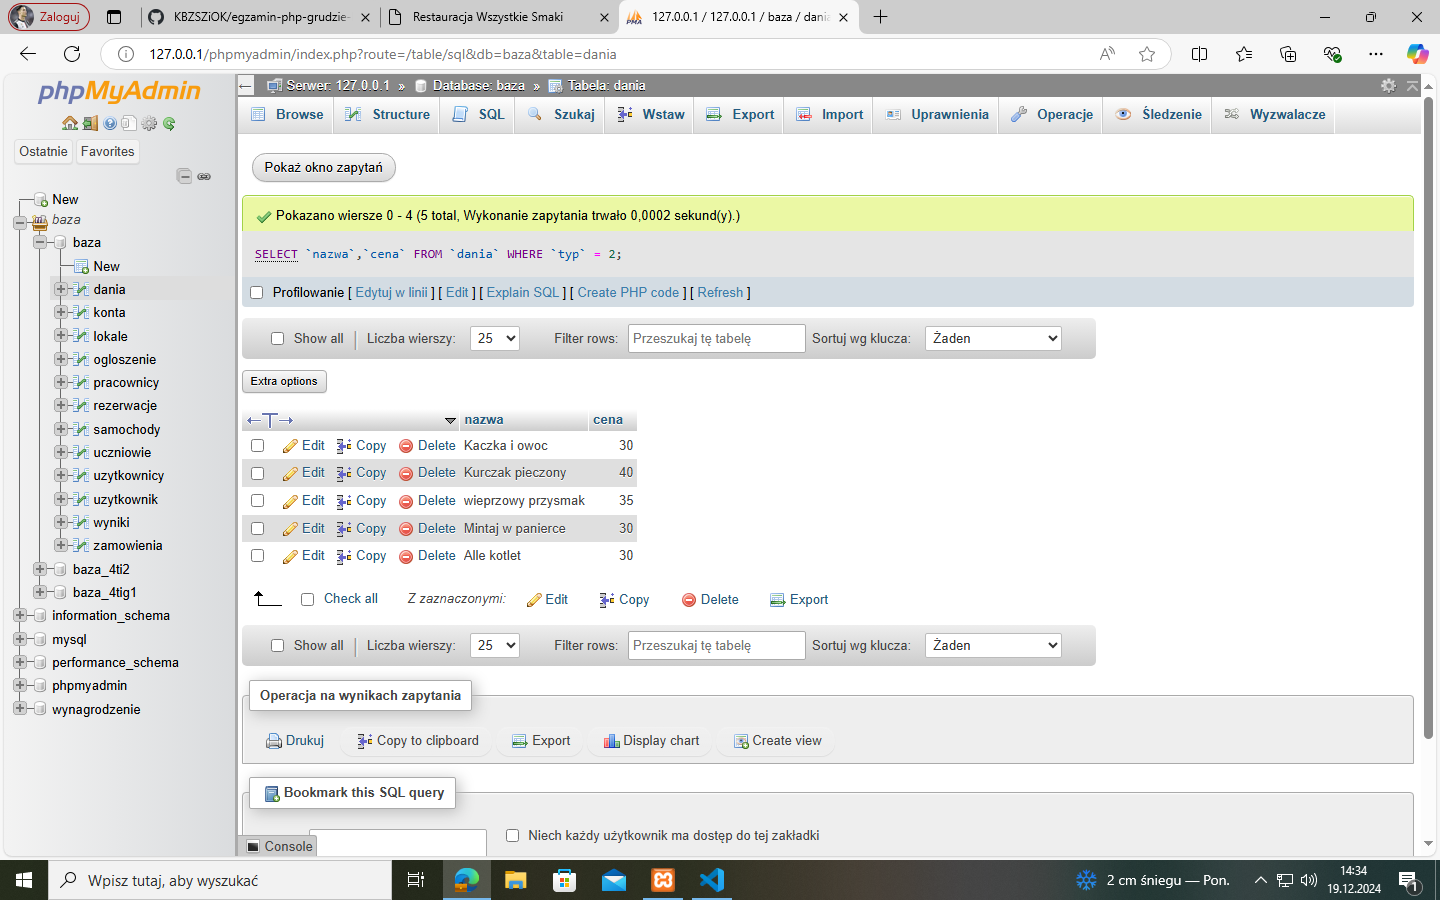 Zaloguj
KBZSZiOK/egzamin-php-grudzie
Restauracja Wszystkie Smaki
127.0.0.1 / 127.0.0.1 / baza / dania
127.0.0.1/phpmyadmin/index.php?route=/table/sql&db=baza&table=dania
phpMyAdmin
Ostatnie
Favorites
New
baza
baza
New
dania
konta
lokale
ogloszenie
pracownicy
rezerwacje
samochody
uczniowie
uzytkownicy
uzytkownik
wyniki
zamowienia
baza_4ti2
baza_4tig1
information_schema
mysql
performance_schema
phpmyadmin
wynagrodzenie
Serwer: 127.0.0.1 » Database: baza » Tabela: dania
Browse Structure SQL Szukaj Wstaw Export Import Uprawnienia Operacje Śledzenie Wyzwalacze
Pokaż okno zapytań
Pokazano wiersze 0 - 4 (5 total, Wykonanie zapytania trwało 0,0002 sekund(y).)
SELECT `nazwa`,`cena` FROM `dania` WHERE `typ` = 2;
Profilowanie [ Edytuj w linii ] [ Edit ] [ Explain SQL ] [ Create PHP code ] [ Refresh ]
Show all Liczba wierszy: 25 Filter rows: Przeszukaj tę tabelę Sortuj wg klucza: Żaden
Extra options
nazwa cena
Edit Copy Delete Kaczka i owoc 30
Edit Copy Delete Kurczak pieczony 40
Edit Copy Delete wieprzowy przysmak 35
Edit Copy Delete Mintaj w panierce 30
Edit Copy Delete Alle kotlet 30
Check all Z zaznaczonymi: Edit Copy Delete Export
Show all Liczba wierszy: 25 Filter rows: Przeszukaj tę tabelę Sortuj wg klucza: Żaden
Operacja na wynikach zapytania
Drukuj Copy to clipboard Export Display chart Create view
Bookmark this SQL query
Niech każdy użytkownik ma dostęp do tej zakładki
Console
Wpisz tutaj, aby wyszukać
2 cm śniegu — Pon.
14:34
19.12.2024
1